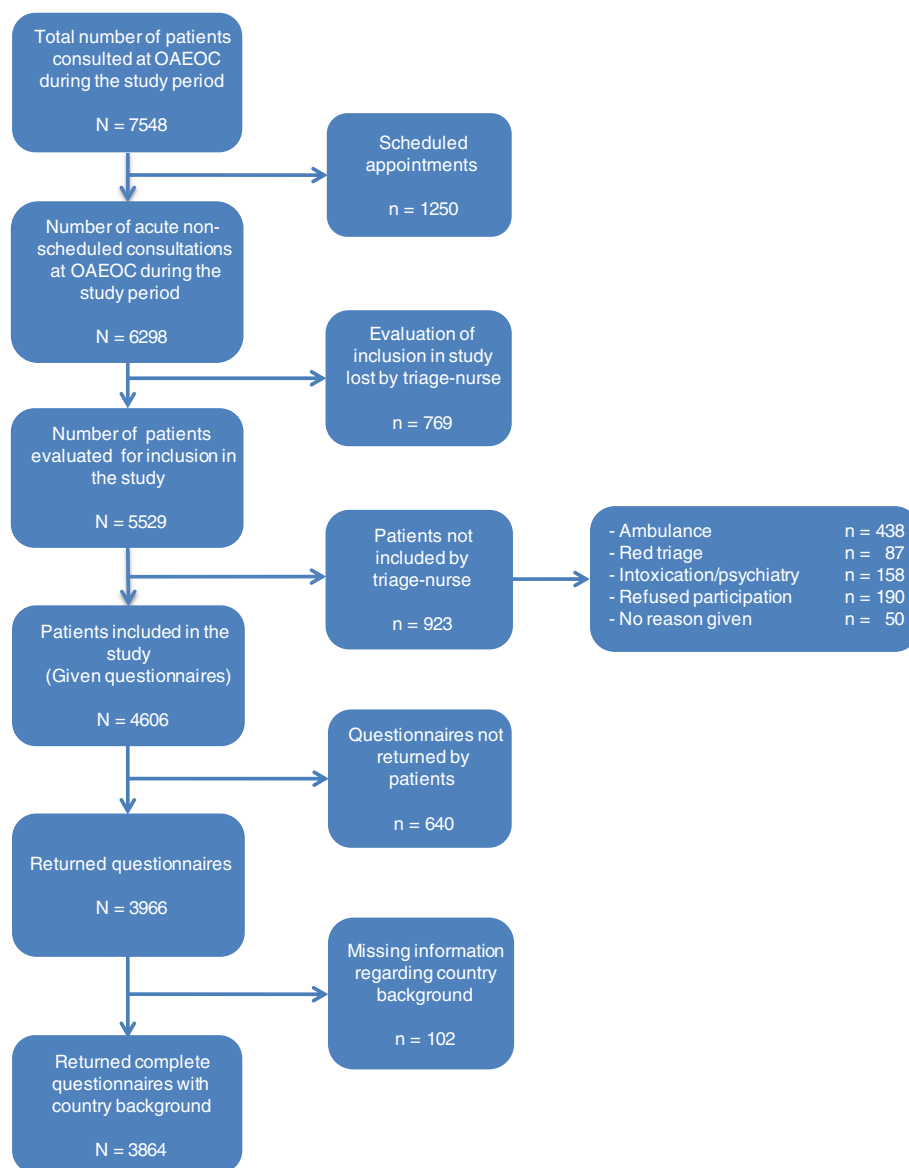 Total number of patients
consulted at OAEOC
during the study period
N = 7548
Scheduled
appointments
n = 1250
Number of acute non-
scheduled consultations
at OAEOC during the
study period
N = 6298
Evaluation of
inclusion in study
lost by triage-nurse
n = 769
Number of patients
evaluated for inclusion in
the study
N = 5529
Patients not
included by
triage-nurse
n = 923
- Ambulance n = 438
- Red triage n = 87
- Intoxication/psychiatry n = 158
- Refused participation n = 190
- No reason given n = 50
Patients included in the
study
(Given questionnaires)
N = 4606
Questionnaires not
returned by
patients
n = 640
Returned questionnaires
N = 3966
Missing information
regarding country
background
n = 102
Returned complete
questionnaires with
country background
N = 3864